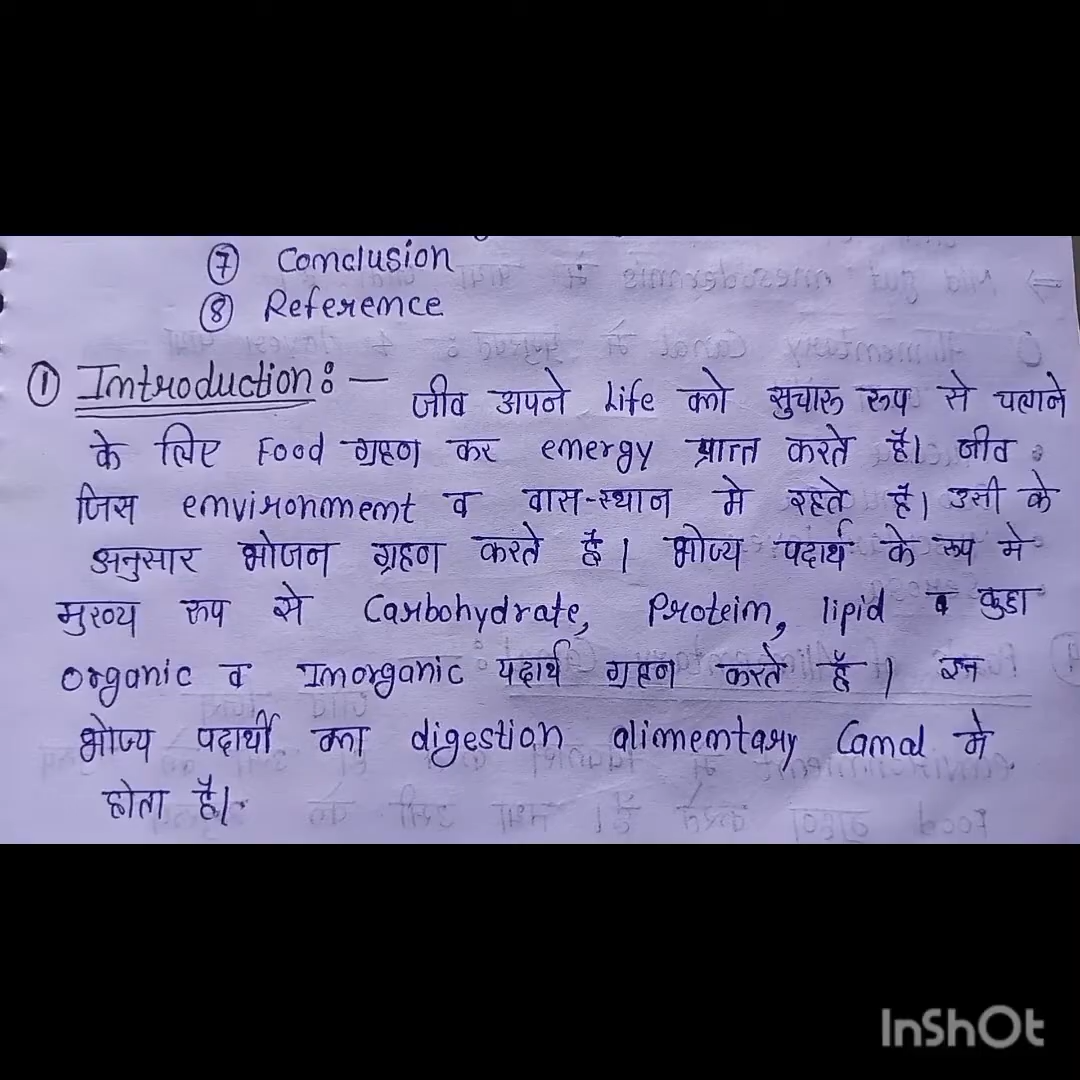 ⑦ Conclusion
⑧ Reference
① Introduction : — जीव अपने life को सुचारू रूप से चलाने
के लिए Food ग्रहण कर energy प्राप्त करते हैं। जीव
जिस environment व वास-स्थान मे रहते हैं। उसी के
अनुसार भोजन ग्रहण करते हैं। भोज्य पदार्थ के रूप मे
मुख्य रूप से Carbohydrate, Protein, lipid व कुछ
organic व Inorganic पदार्थ ग्रहण करते हैं। इन
भोज्य पदार्थो का digestion alimentary Canal मे
होता है।
InShOt